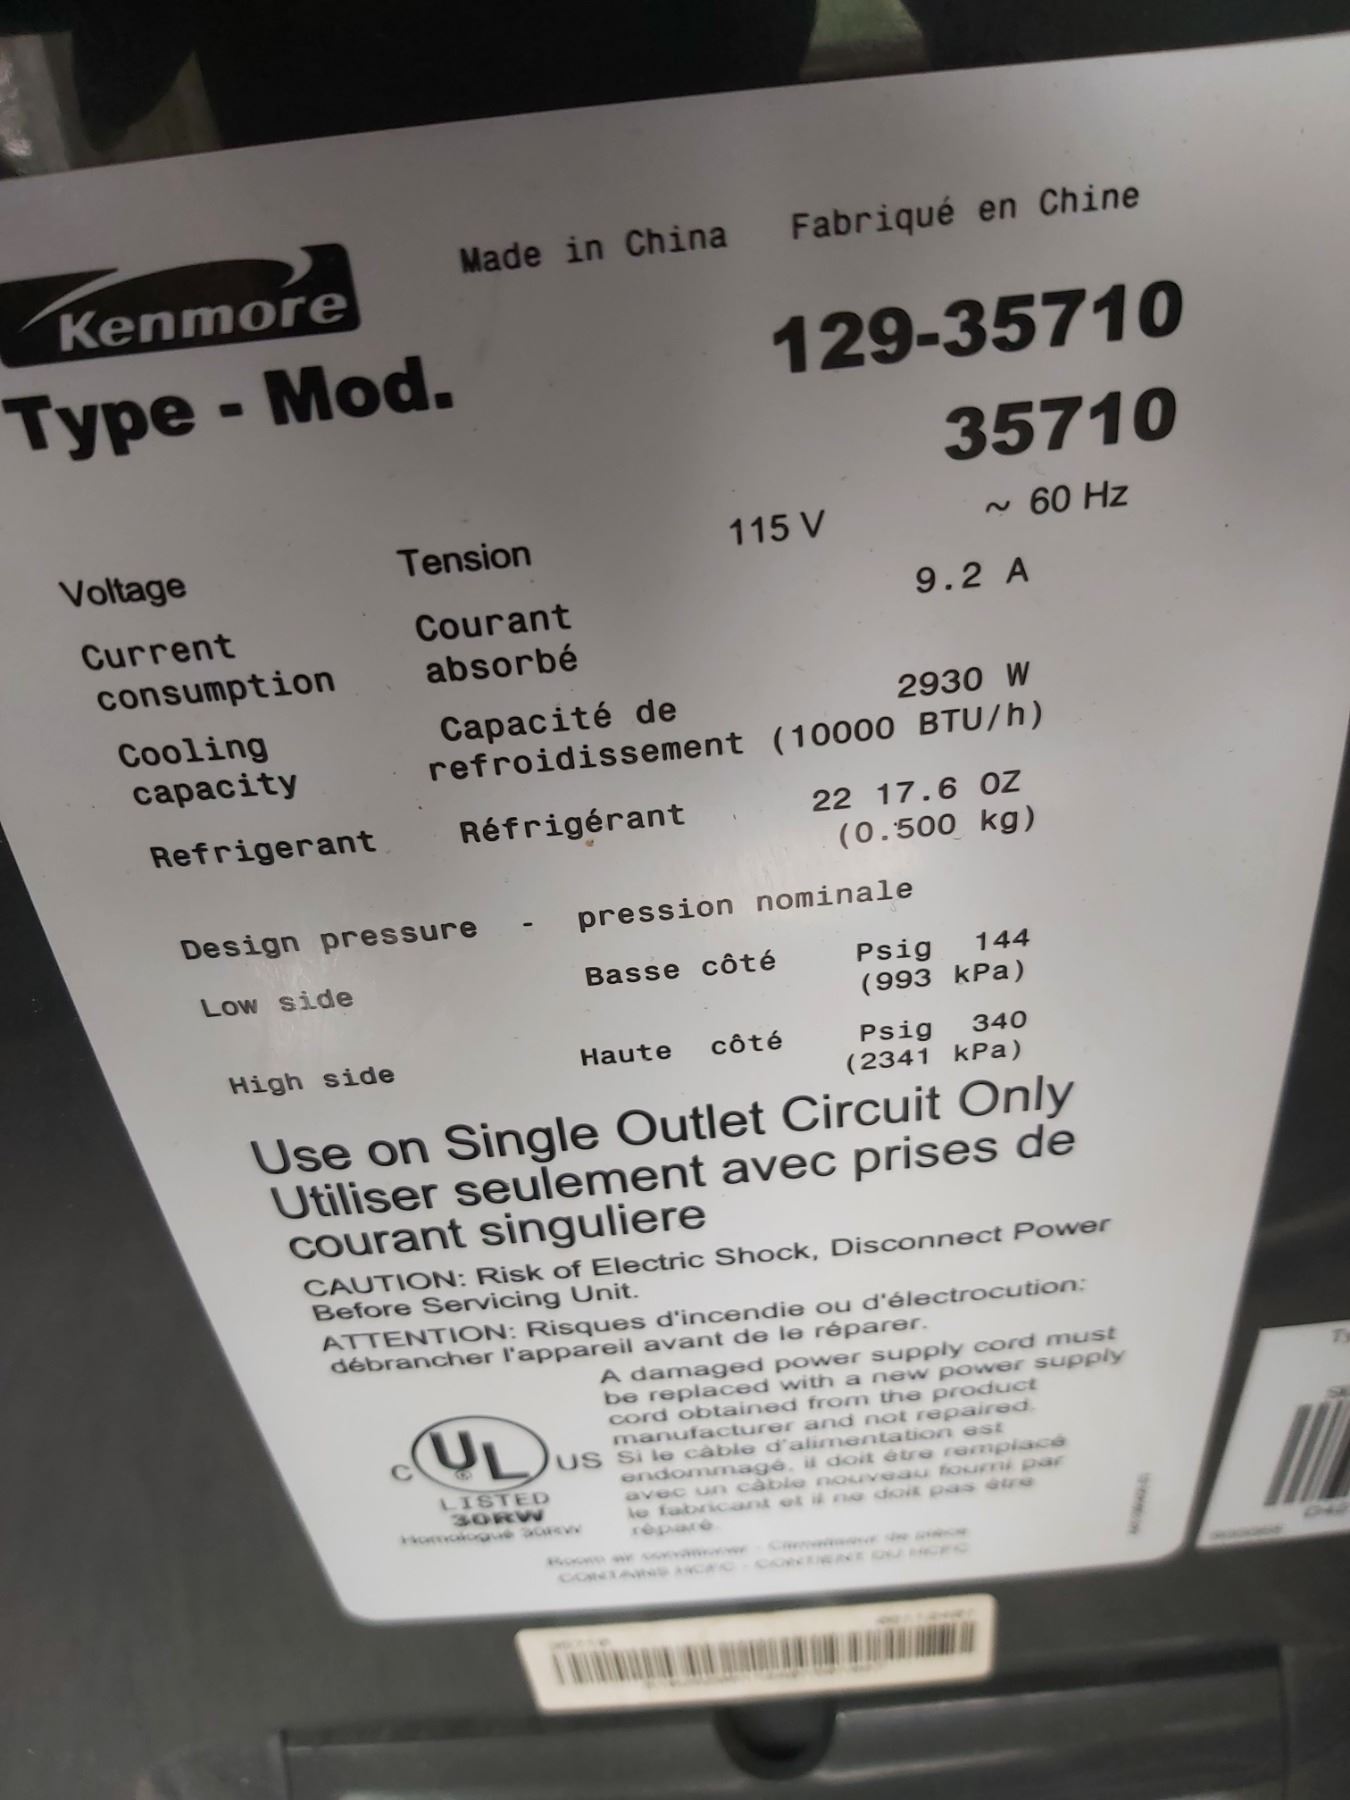 Made in China Fabriqué en Chine
Kenmore
129-35710
Type - Mod.
35710
Voltage Tension 115 V ~ 60 Hz
Current Courant 9.2 A
consumption absorbé
Cooling Capacité de 2930 W
capacity refroidissement (10000 BTU/h)
Refrigerant Réfrigérant 22 17.6 OZ
(0.500 kg)
Design pressure - pression nominale
Low side Basse côté Psig 144
(993 kPa)
High side Haute côté Psig 340
(2341 kPa)
Use on Single Outlet Circuit Only
Utiliser seulement avec prises de
courant singuliere
CAUTION: Risk of Electric Shock, Disconnect Power
Before Servicing Unit.
ATTENTION: Risques d'incendie ou d'électrocution:
débrancher l'appareil avant de le réparer.
A damaged power supply cord must
be replaced with a new power supply
cord obtained from the product
manufacturer and not repaired.
Si le câble d'alimentation est
endommagé, il doit être remplacé
avec un câble nouveau fourni par
le fabricant et il ne doit pas être
réparé.
C UL ® US
LISTED
30RW
Homologué 30RW
CONTAINS HCFC - CONTIENT DU HCFC